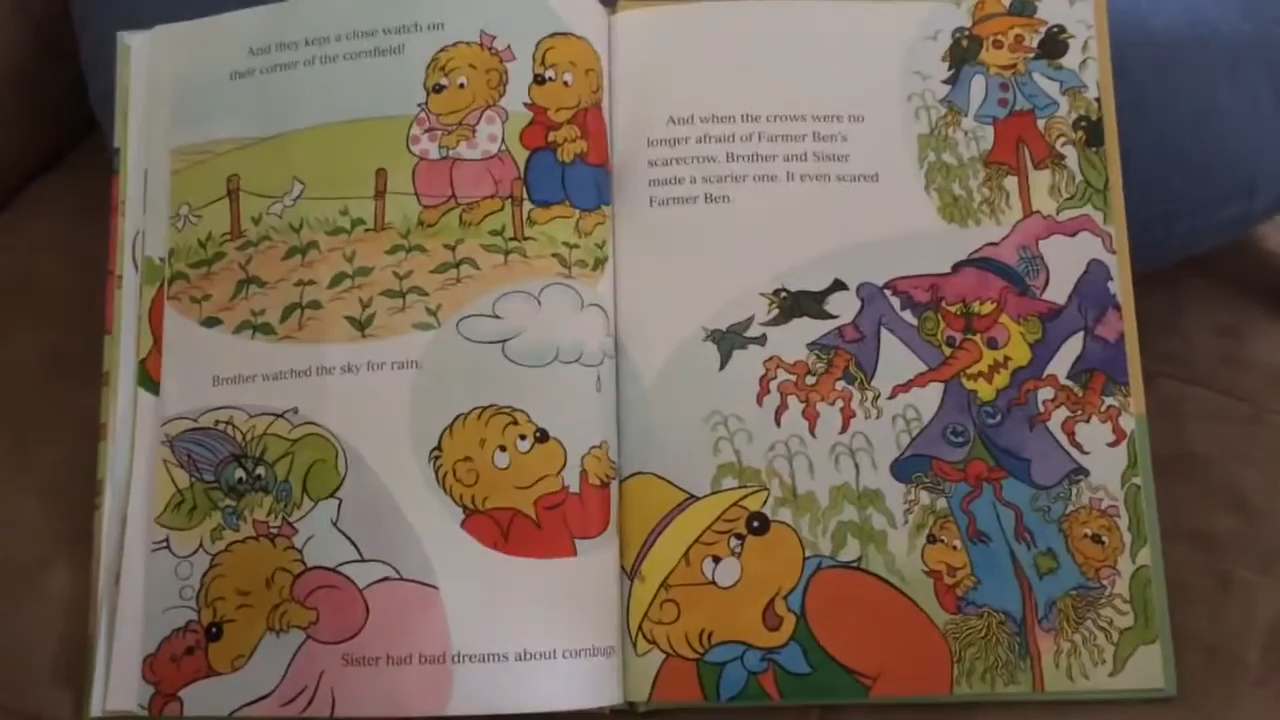 And they kept a close watch on
their corner of the cornfield!
Brother watched the sky for rain.
Sister had bad dreams about cornbugs
And when the crows were no
longer afraid of Farmer Ben's
scarecrow, Brother and Sister
made a scarier one. It even scared
Farmer Ben.